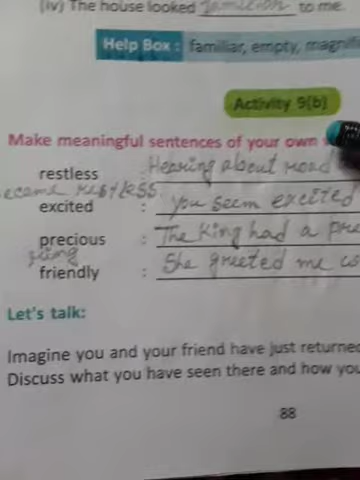 (iv) The house looked familiar to me.
Help Box : familiar, empty, magnifi
Activity 9(b)
Make meaningful sentences of your own
restless : Hearing about road
became restless
excited : you seem excited
precious : The King had a pre
friendly : She greeted me
Let's talk:
Imagine you and your friend have just returned
Discuss what you have seen there and how you
88